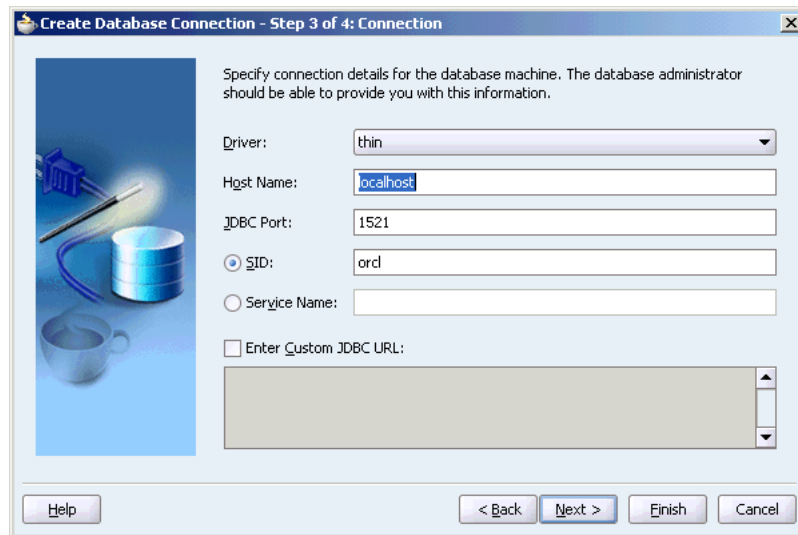 Create Database Connection - Step 3 of 4: Connection
Specify connection details for the database machine. The database administrator
should be able to provide you with this information.
Driver: thin
Host Name: localhost
JDBC Port: 1521
SID: orcl
Service Name:
Enter Custom JDBC URL:
Help < Back Next > Finish Cancel